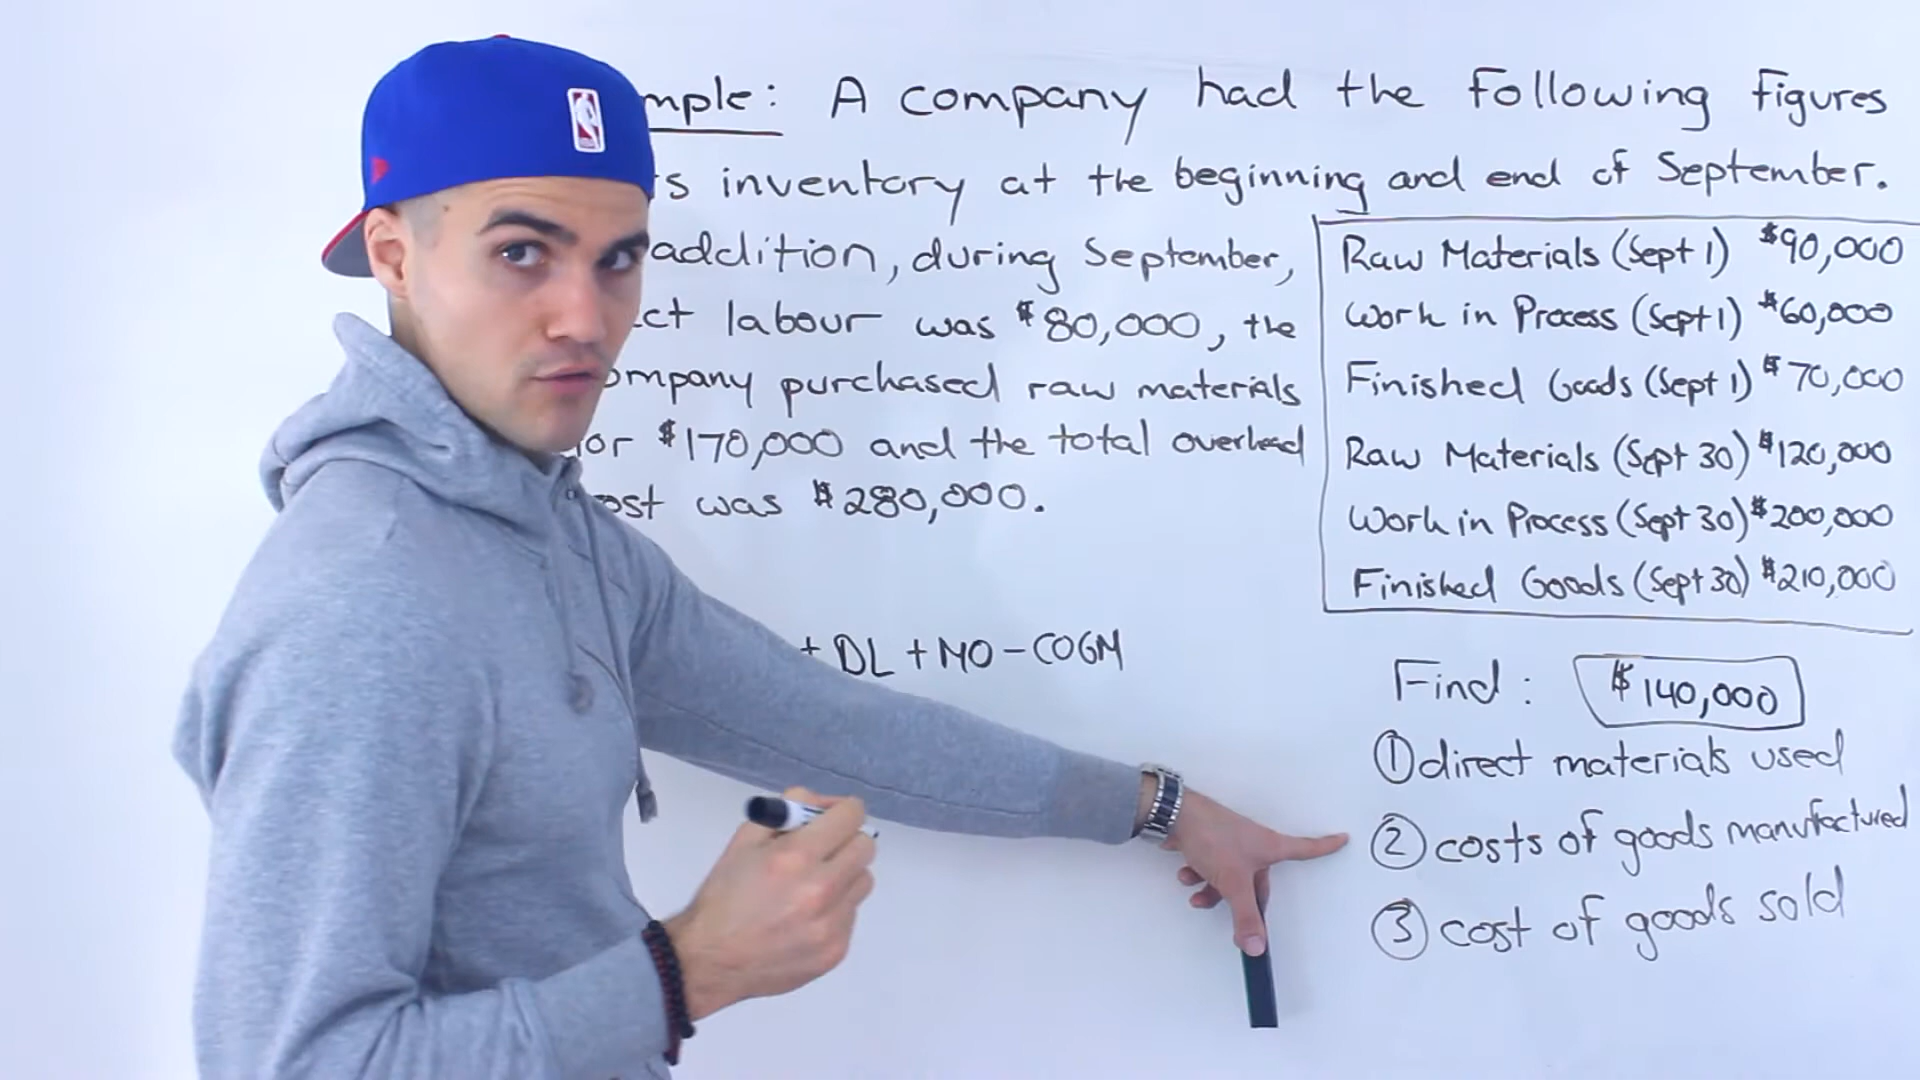 mple: A company had the following figures
s inventory at the beginning and end of September.
addition, during September,
ct labour was $80,000, the
ompany purchased raw materials
for $170,000 and the total overhead
ost was $280,000.
Raw Materials (Sept 1) $90,000
Work in Process (Sept 1) $60,000
Finished Goods (Sept 1) $70,000
Raw Materials (Sept 30) $120,000
Work in Process (Sept 30) $200,000
Finished Goods (Sept 30) $210,000
+ DL + MO - COGM
Find: $140,000
① direct materials used
② costs of goods manufactured
③ cost of goods sold